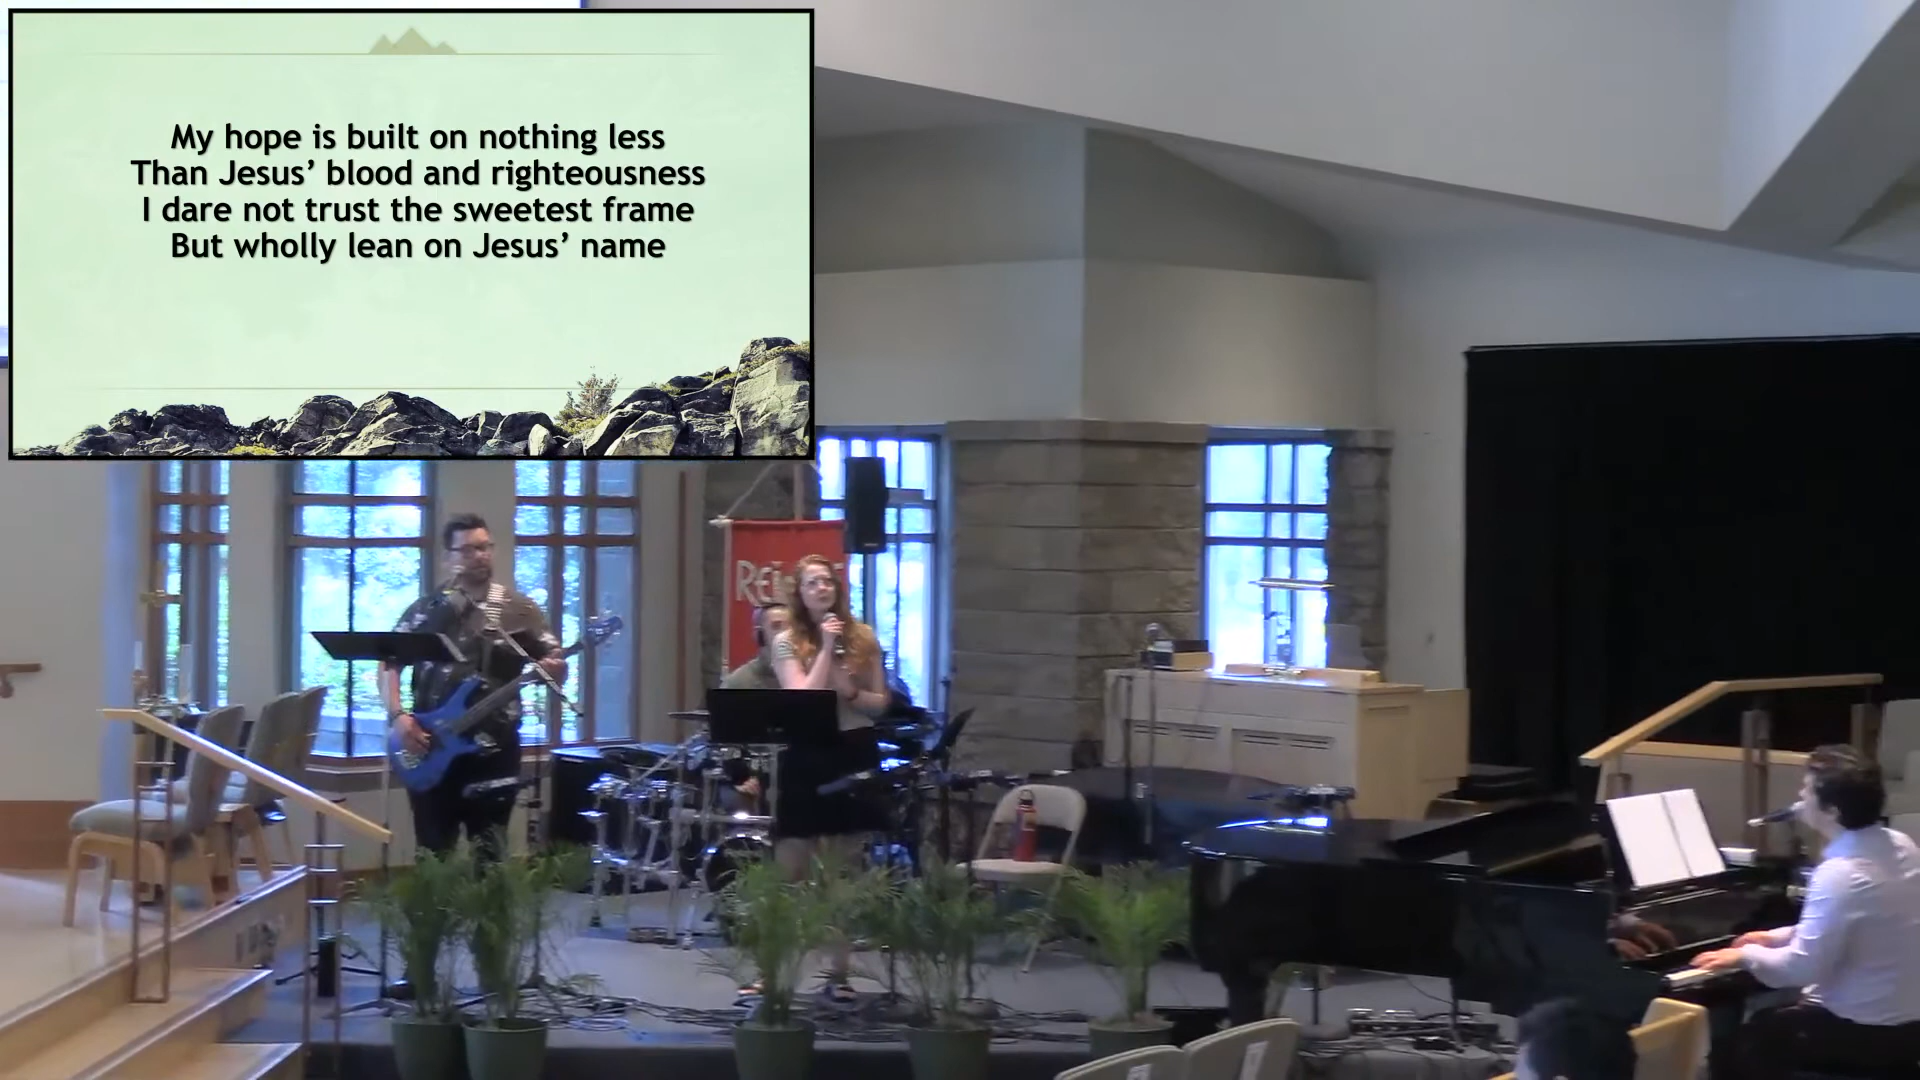 My hope is built on nothing less
Than Jesus’ blood and righteousness
I dare not trust the sweetest frame
But wholly lean on Jesus’ name